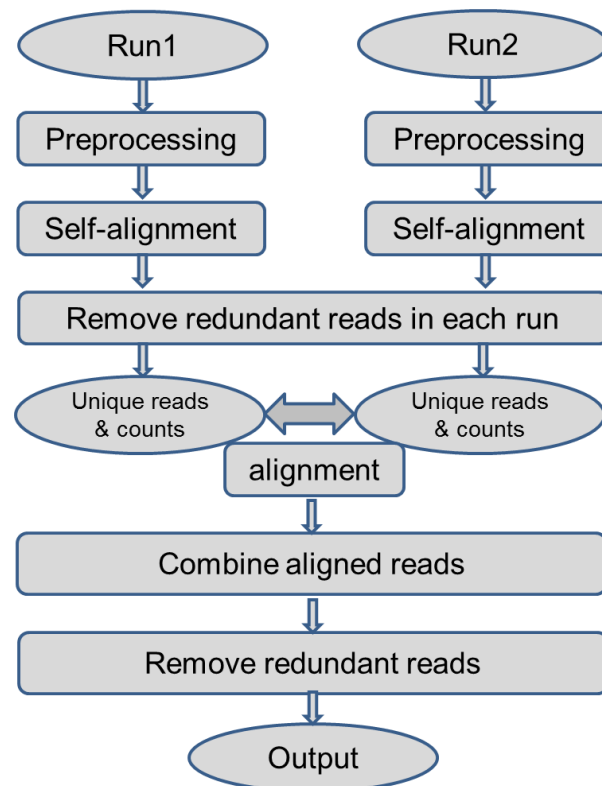 Run1
Run2
Preprocessing
Preprocessing
Self-alignment
Self-alignment
Remove redundant reads in each run
Unique reads
& counts
Unique reads
& counts
alignment
Combine aligned reads
Remove redundant reads
Output